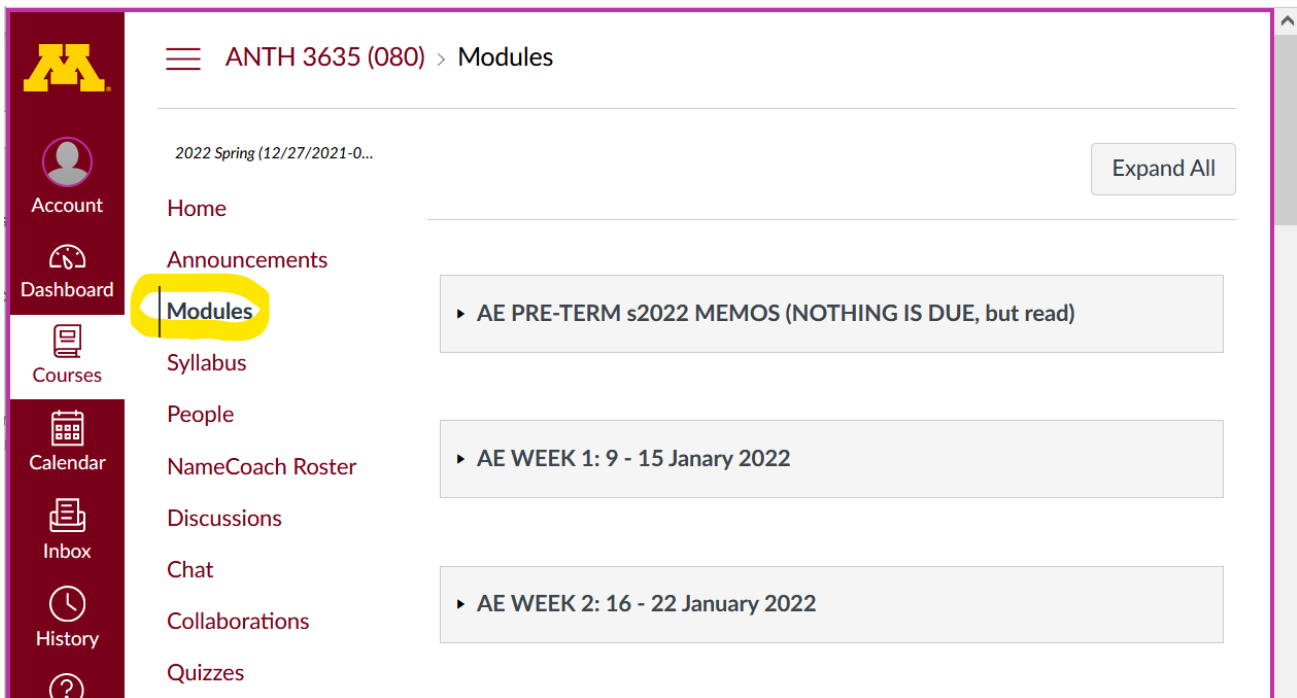 M
ANTH 3635 (080) > Modules
Account
Dashboard
Courses
Calendar
Inbox
History
2022 Spring (12/27/2021-0...
Home
Announcements
Modules
Syllabus
People
NameCoach Roster
Discussions
Chat
Collaborations
Quizzes
Expand All
AE PRE-TERM s2022 MEMOS (NOTHING IS DUE, but read)
AE WEEK 1: 9 - 15 Janary 2022
AE WEEK 2: 16 - 22 January 2022